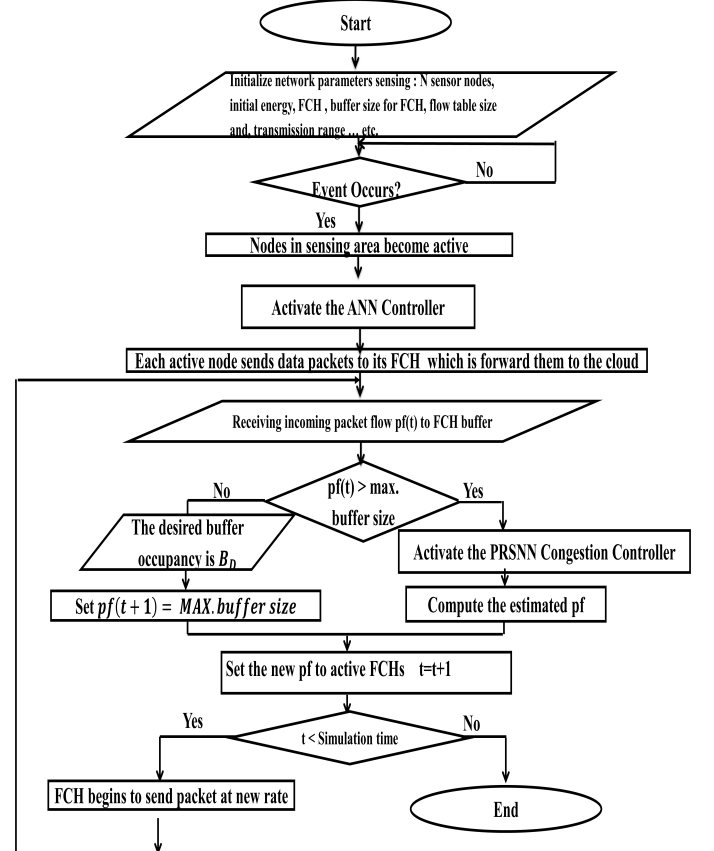 Start
Initialize network parameters sensing : N sensor nodes,
initial energy, FCH , buffer size for FCH, flow table size
and, transmission range ... etc.
No
Event Occurs?
Yes
Nodes in sensing area become active
Activate the ANN Controller
Each active node sends data packets to its FCH which is forward them to the cloud
Receiving incoming packet flow pf(t) to FCH buffer
pf(t) > max.
buffer size
No
Yes
The desired buffer
occupancy is B_D
Activate the PRSNN Congestion Controller
Set pf(t + 1) = MAX.buffer size
Compute the estimated pf
Set the new pf to active FCHs t=t+1
Yes
No
t < Simulation time
FCH begins to send packet at new rate
End